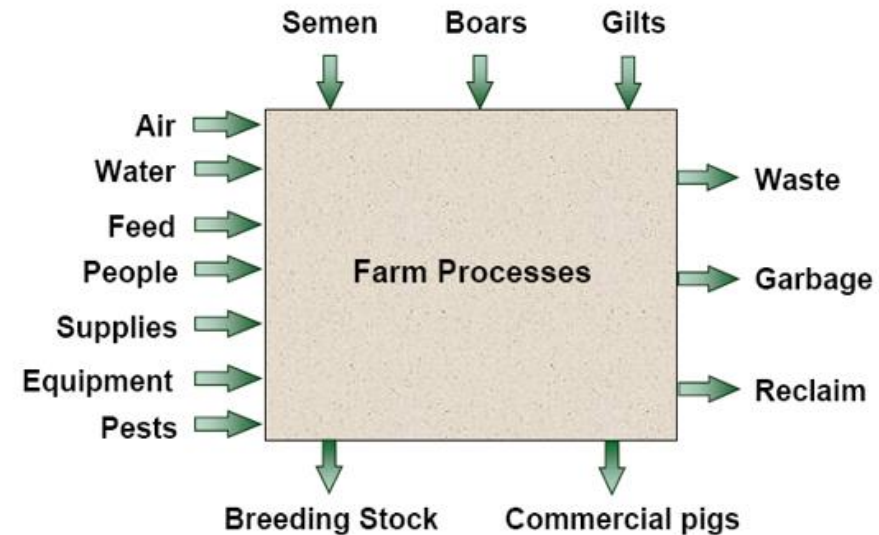 Semen Boars Gilts
Air
Water
Feed
People
Supplies
Equipment
Pests
Farm Processes
Waste
Garbage
Reclaim
Breeding Stock Commercial pigs